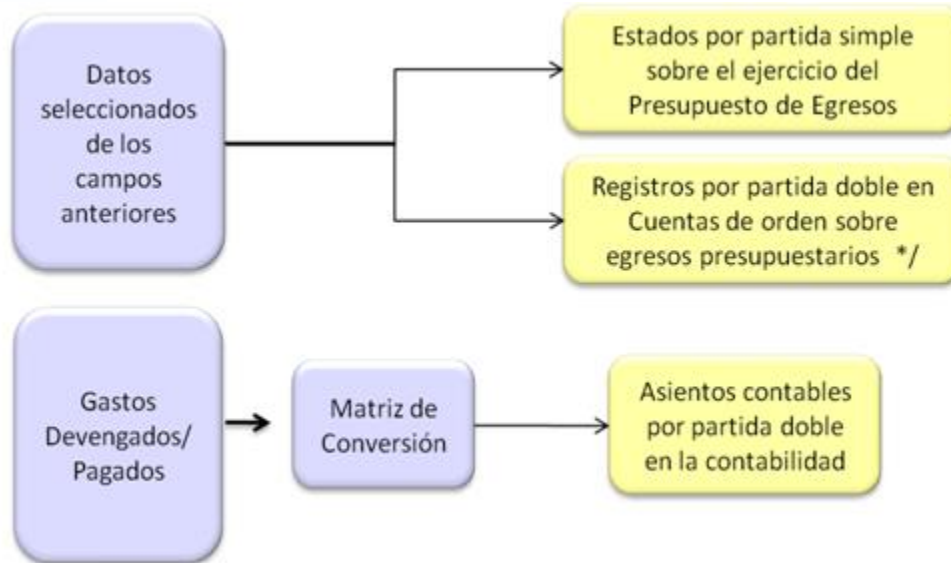 Datos
seleccionados
de los
campos
anteriores
Estados por partida simple
sobre el ejercicio del
Presupuesto de Egresos
Registros por partida doble en
Cuentas de orden sobre
egresos presupuestarios */
Gastos
Devengados/
Pagados
Matriz de
Conversión
Asientos contables
por partida doble
en la contabilidad